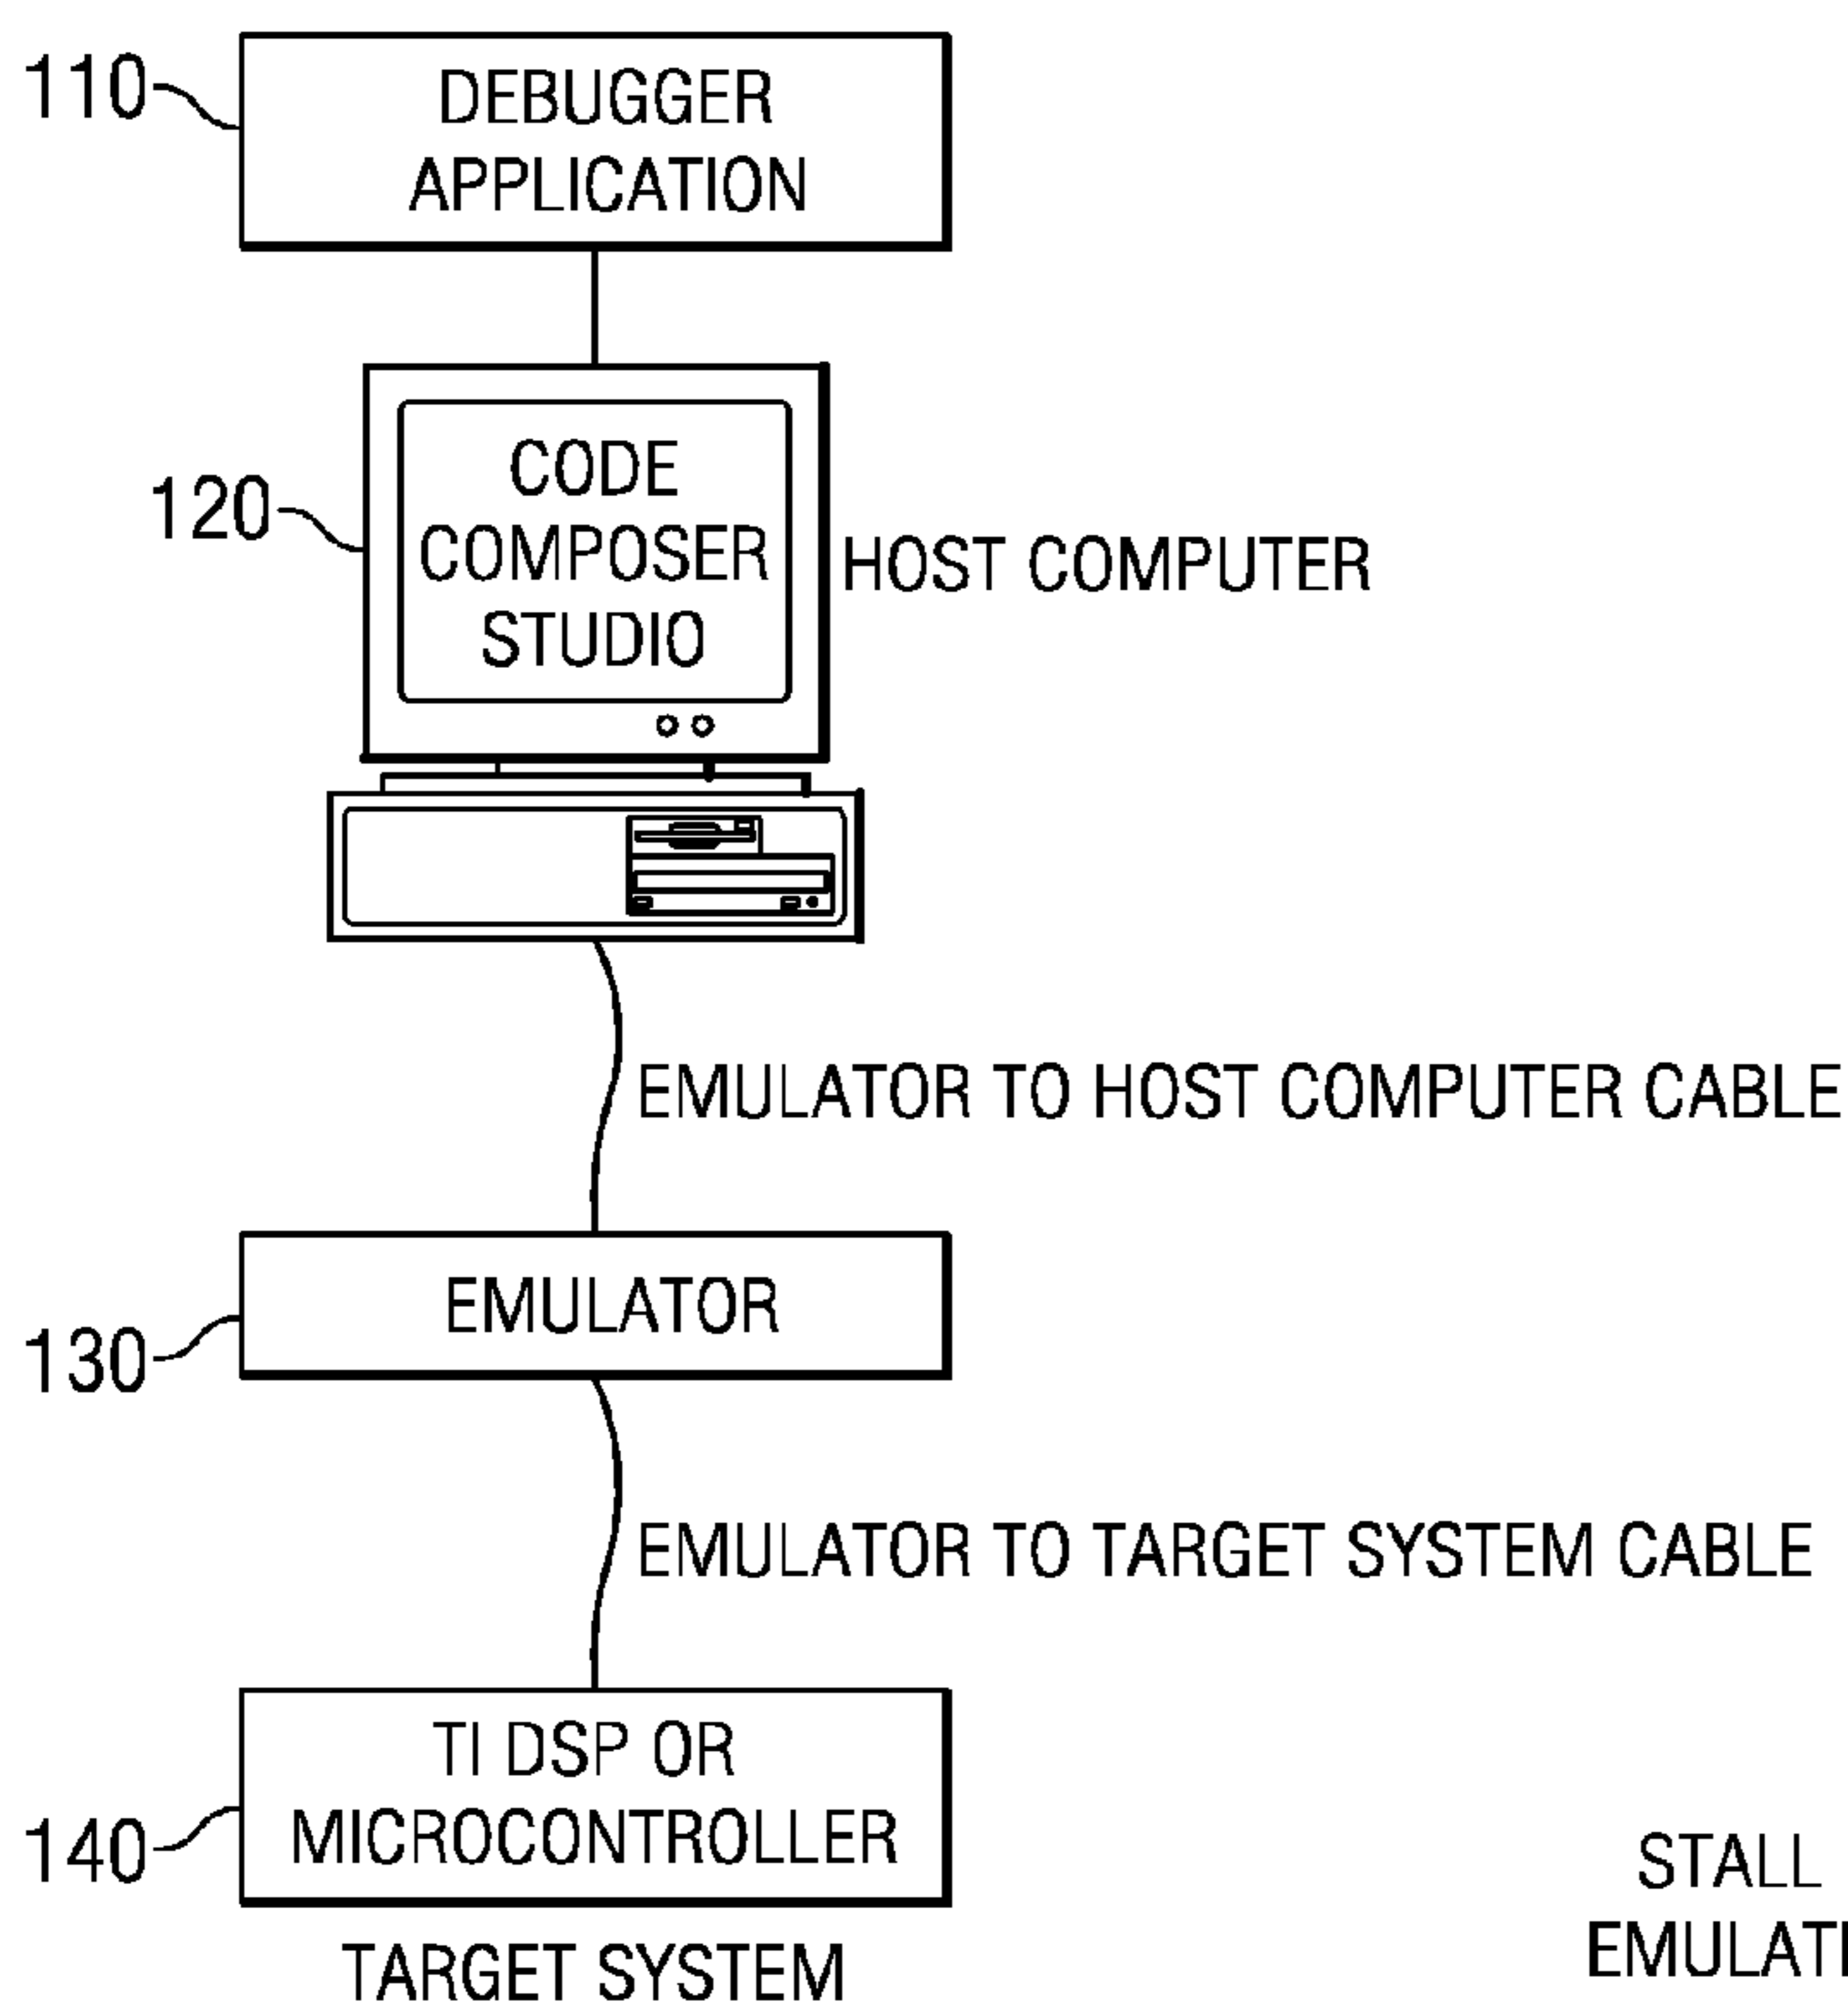 110
DEBUGGER
APPLICATION
120
CODE
COMPOSER
STUDIO
HOST COMPUTER
EMULATOR TO HOST COMPUTER CABLE
130
EMULATOR
EMULATOR TO TARGET SYSTEM CABLE
140
TI DSP OR
MICROCONTROLLER
TARGET SYSTEM
STALL